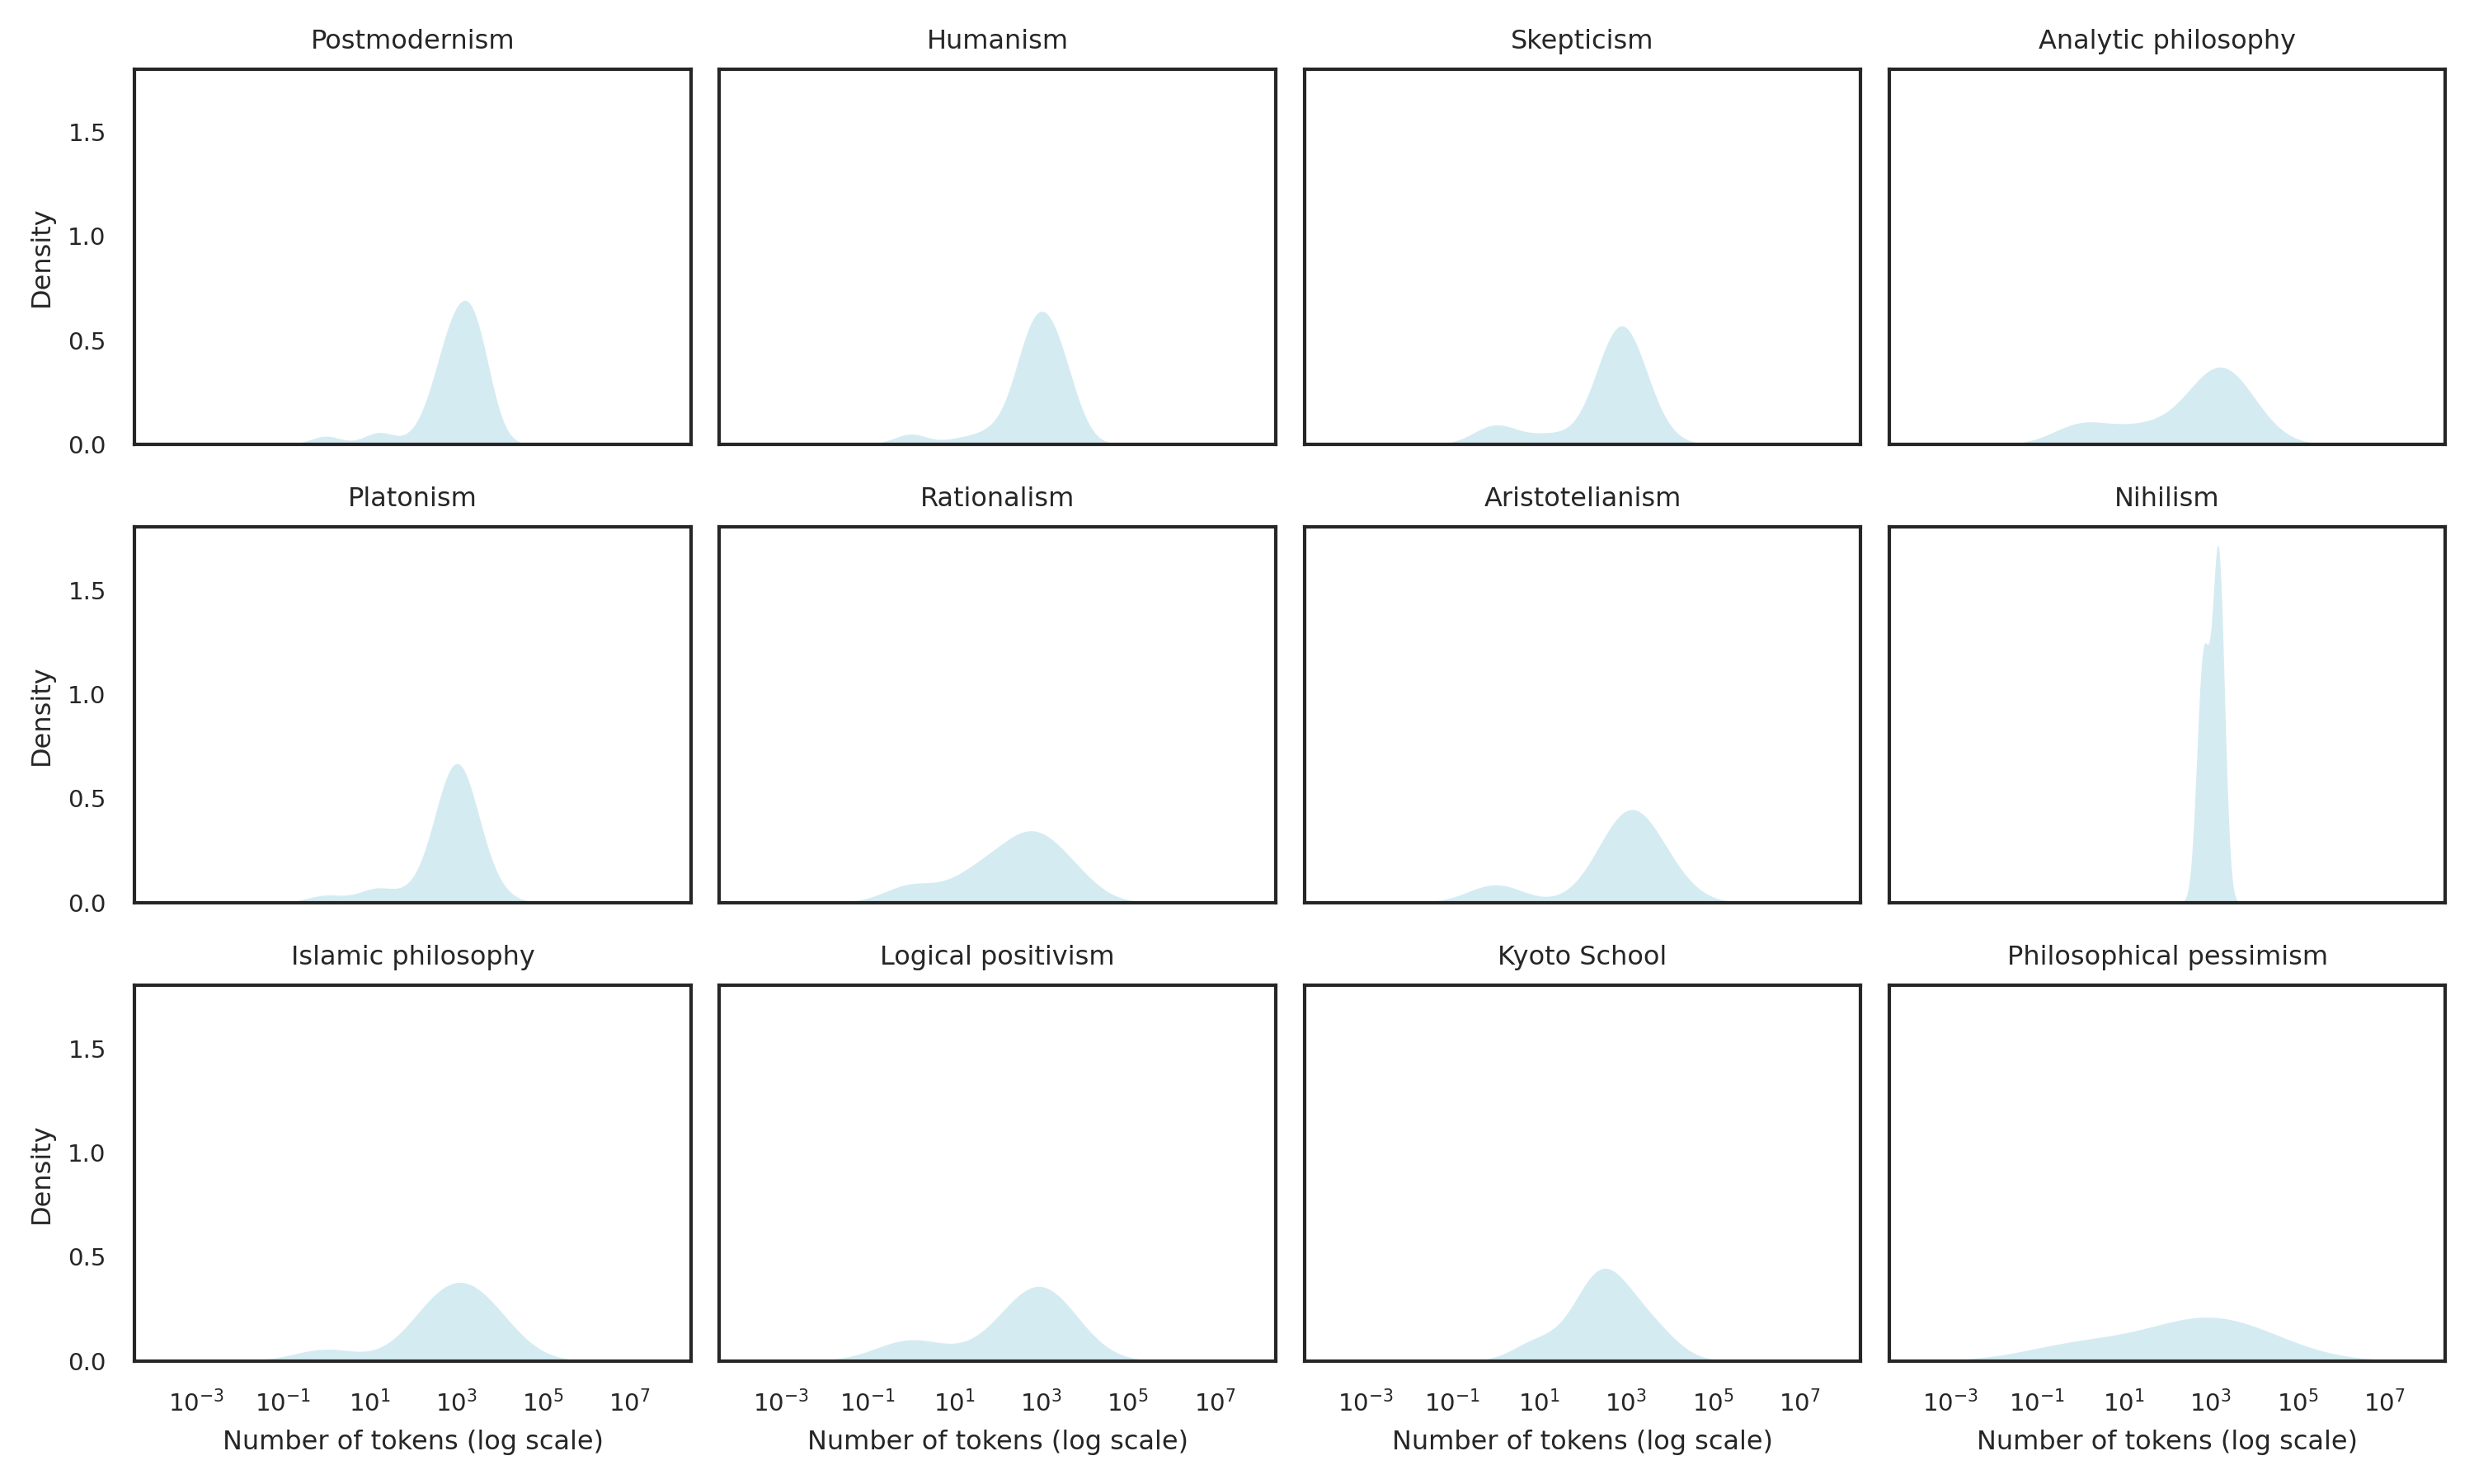 Postmodernism
Humanism
Skepticism
Analytic philosophy
Density
1.5
1.0
0.5
0.0
Platonism
Rationalism
Aristotelianism
Nihilism
Density
1.5
1.0
0.5
0.0
Islamic philosophy
Logical positivism
Kyoto School
Philosophical pessimism
Density
1.5
1.0
0.5
0.0
10⁻³ 10⁻¹ 10¹ 10³ 10⁵ 10⁷
10⁻³ 10⁻¹ 10¹ 10³ 10⁵ 10⁷
10⁻³ 10⁻¹ 10¹ 10³ 10⁵ 10⁷
10⁻³ 10⁻¹ 10¹ 10³ 10⁵ 10⁷
Number of tokens (log scale)
Number of tokens (log scale)
Number of tokens (log scale)
Number of tokens (log scale)